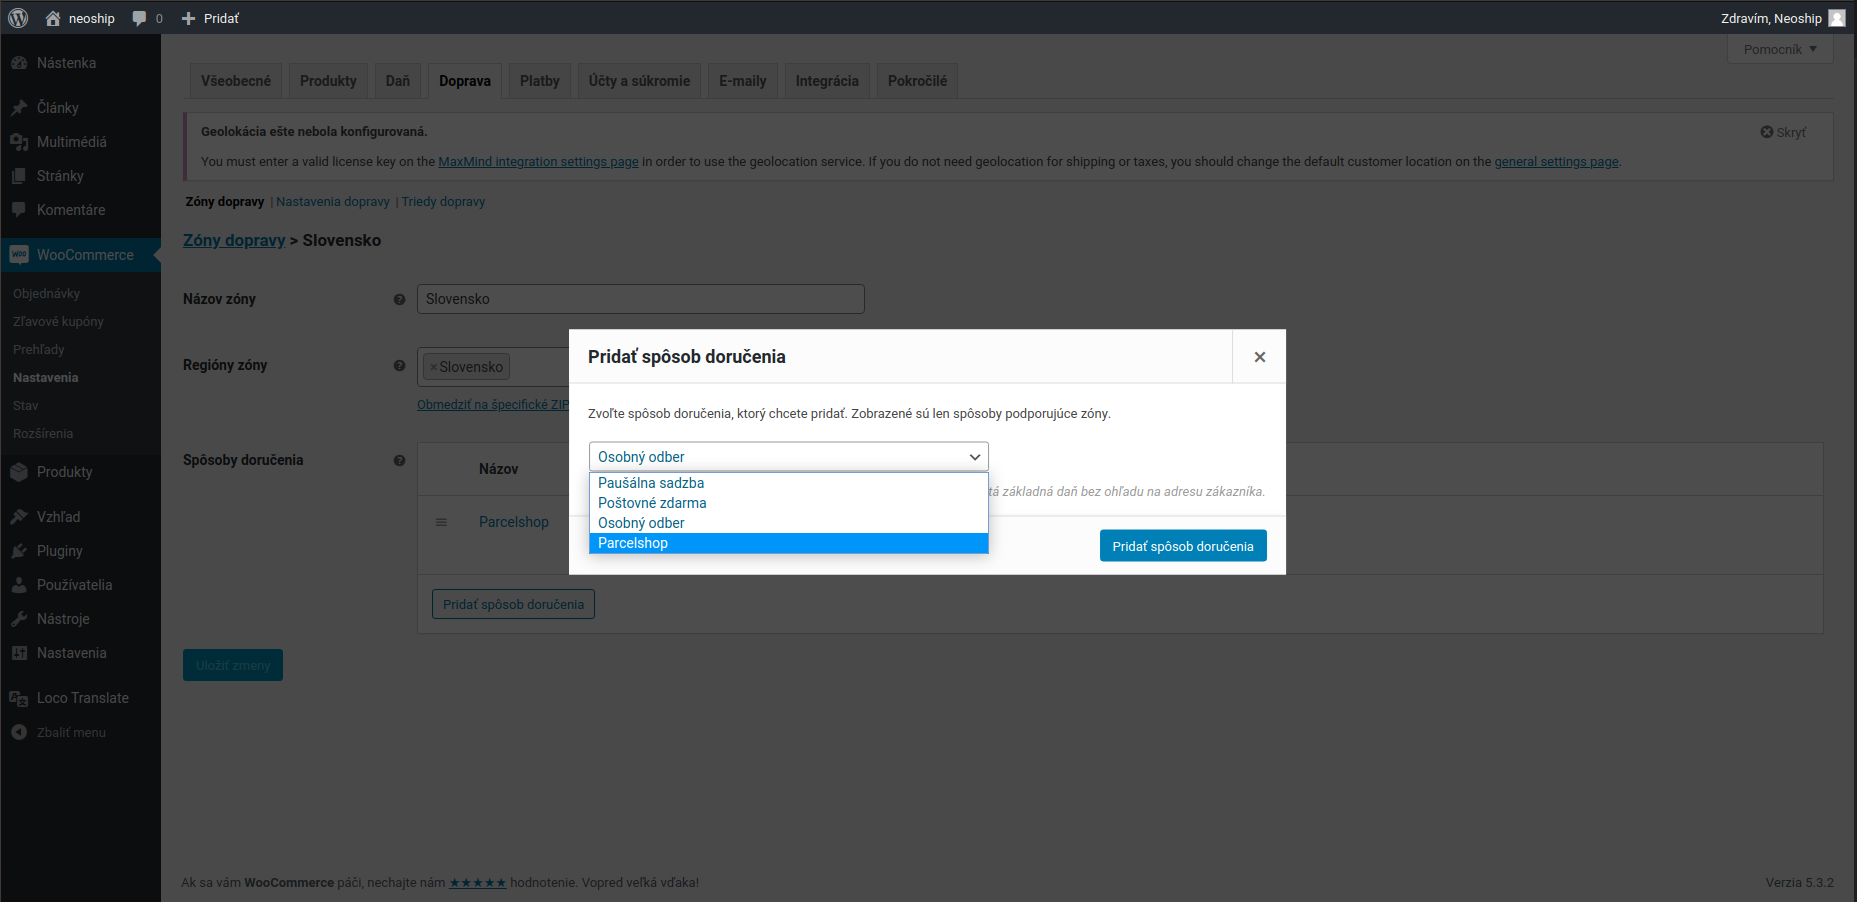 neoship
0
Pridať
Zdravím, Neoship
Nástenka
Články
Multimédiá
Stránky
Komentáre
WooCommerce
Objednávky
Zľavové kupóny
Prehľady
Nastavenia
Stav
Rozšírenia
Produkty
Vzhľad
Pluginy
Používatelia
Nástroje
Nastavenia
Loco Translate
Zbaliť menu
Pomocník
Všeobecné
Produkty
Daň
Doprava
Platby
Účty a súkromie
E-maily
Integrácia
Pokročilé
Geolokácia ešte nebola konfigurovaná.
Skryť
You must enter a valid license key on the MaxMind integration settings page in order to use the geolocation service. If you do not need geolocation for shipping or taxes, you should change the default customer location on the general settings page.
Zóny dopravy | Nastavenia dopravy | Triedy dopravy
Zóny dopravy > Slovensko
Názov zóny
Slovensko
Regióny zóny
× Slovensko
Obmedziť na špecifické ZIP
Spôsoby doručenia
Názov
Parcelshop
Pridať spôsob doručenia
Uložiť zmeny
Pridať spôsob doručenia
Zvoľte spôsob doručenia, ktorý chcete pridať. Zobrazené sú len spôsoby podporujúce zóny.
Osobný odber
Paušálna sadzba
Poštovné zdarma
Osobný odber
Parcelshop
tá základná daň bez ohľadu na adresu zákazníka.
Pridať spôsob doručenia
Ak sa vám WooCommerce páči, nechajte nám ★★★★★ hodnotenie. Vopred veľká vďaka!
Verzia 5.3.2